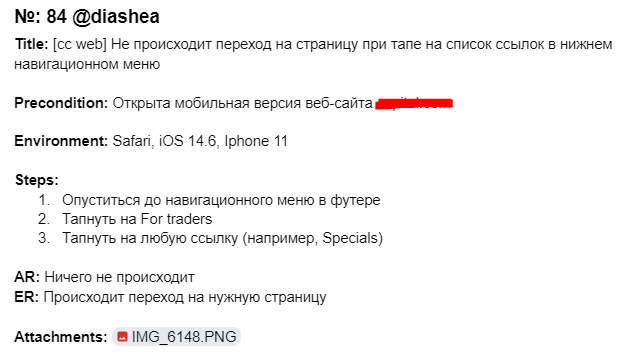 №: 84 @diashea
Title: [cc web] Не происходит переход на страницу при тапе на список ссылок в нижнем
навигационном меню
Precondition: Открыта мобильная версия веб-сайта
Environment: Safari, iOS 14.6, Iphone 11
Steps:
1. Опуститься до навигационного меню в футере
2. Тапнуть на For traders
3. Тапнуть на любую ссылку (например, Specials)
AR: Ничего не происходит
ER: Происходит переход на нужную страницу
Attachments: IMG_6148.PNG